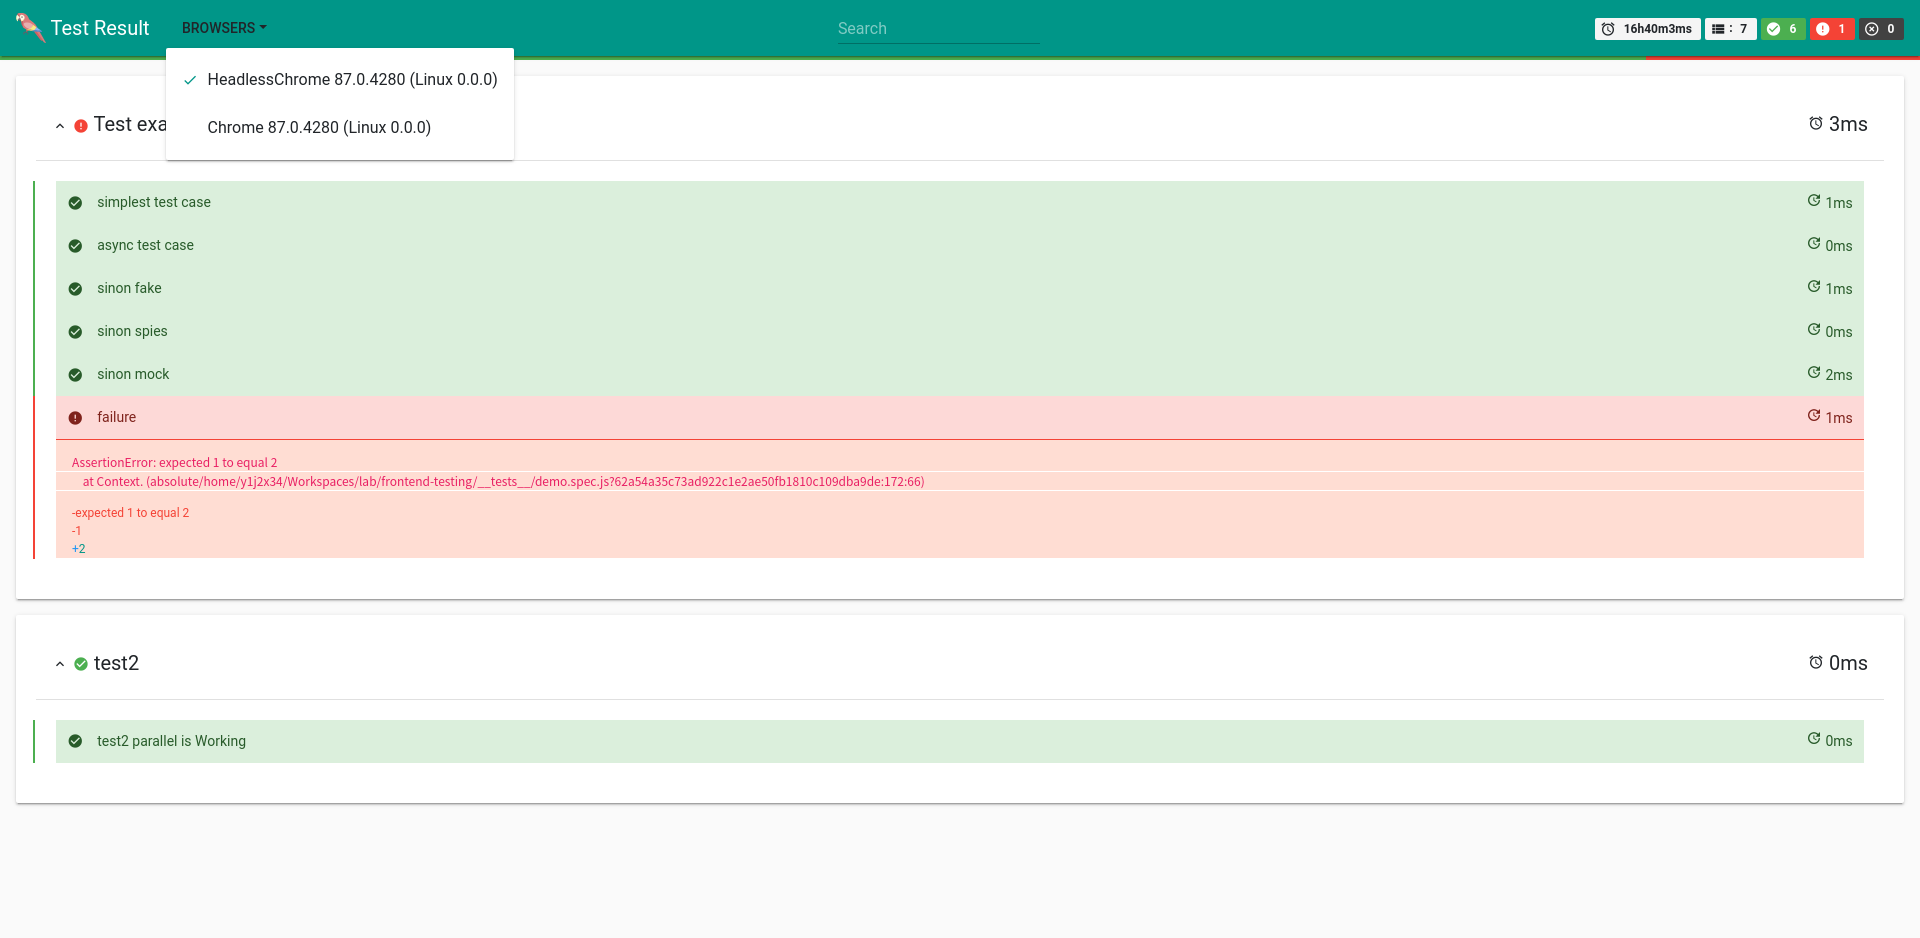 Test Result
BROWSERS
Search
16h40m3ms
: 7
6
1
0
HeadlessChrome 87.0.4280 (Linux 0.0.0)
Chrome 87.0.4280 (Linux 0.0.0)
Test exa
3ms
simplest test case 1ms
async test case 0ms
sinon fake 1ms
sinon spies 0ms
sinon mock 2ms
failure 1ms
AssertionError: expected 1 to equal 2
at Context. (absolute/home/y1j2x34/Workspaces/lab/frontend-testing/__tests__/demo.spec.js?62a54a35c73ad922c1e2ae50fb1810c109dba9de:172:66)
-expected 1 to equal 2
-1
+2
test2 0ms
test2 parallel is Working 0ms